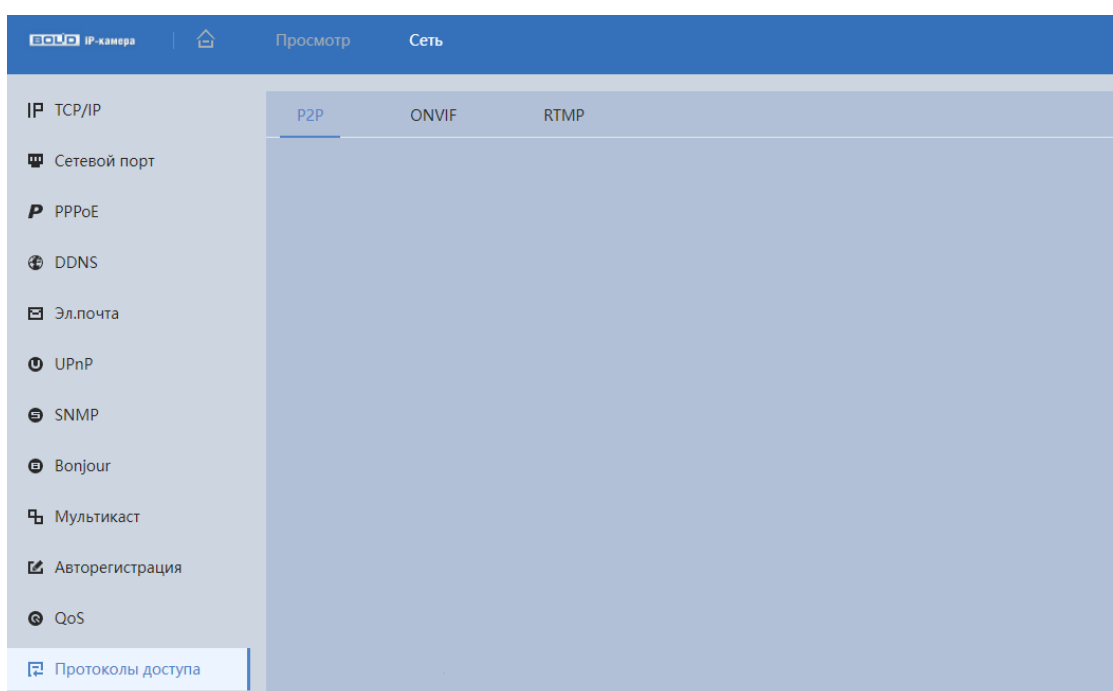 BOLID IP-камера Просмотр Сеть
TCP/IP
P2P ONVIF RTMP
Сетевой порт
PPPoE
DDNS
Эл.почта
UPnP
SNMP
Bonjour
Мультикаст
Авторегистрация
QoS
Протоколы доступа